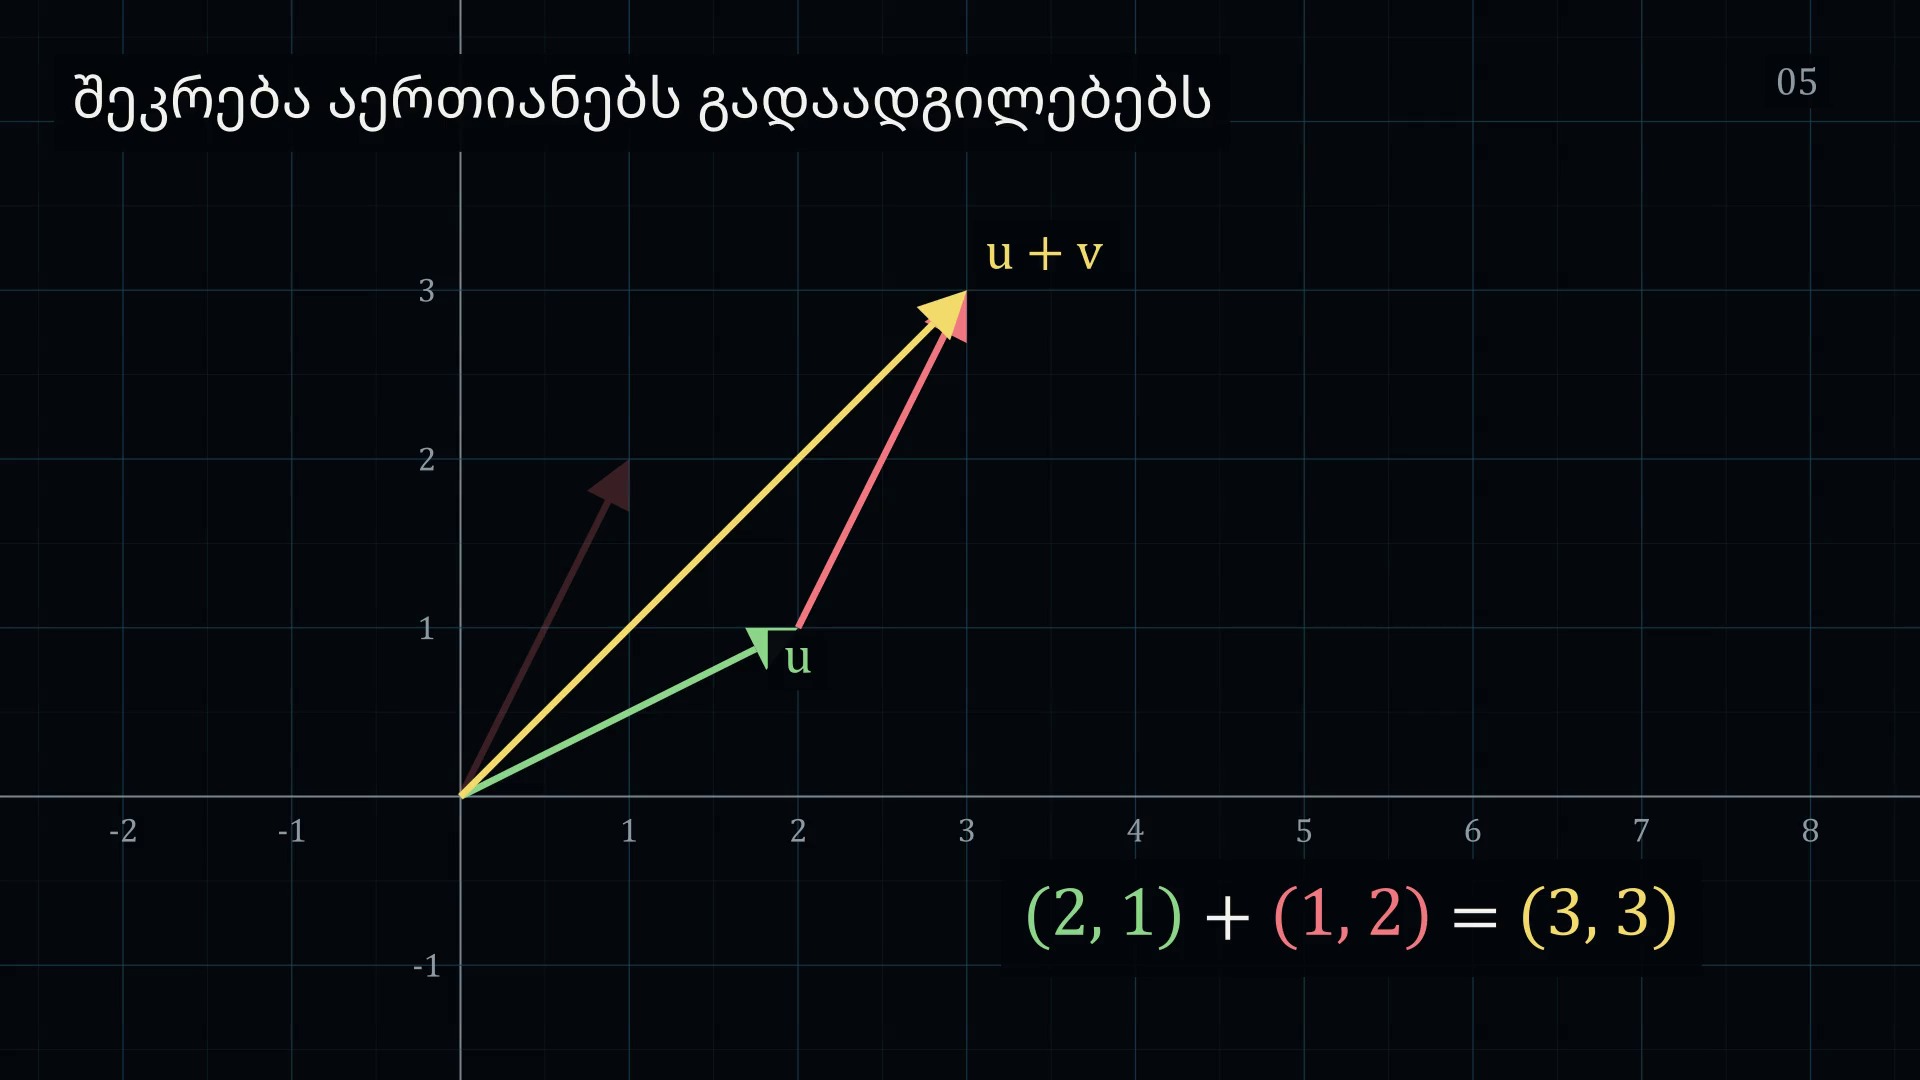 შეკრება აერთიანებს გადაადგილებებს
05
u + v
3
2
1
u
-2 -1 1 2 3 4 5 6 7 8
(2, 1) + (1, 2) = (3, 3)
-1